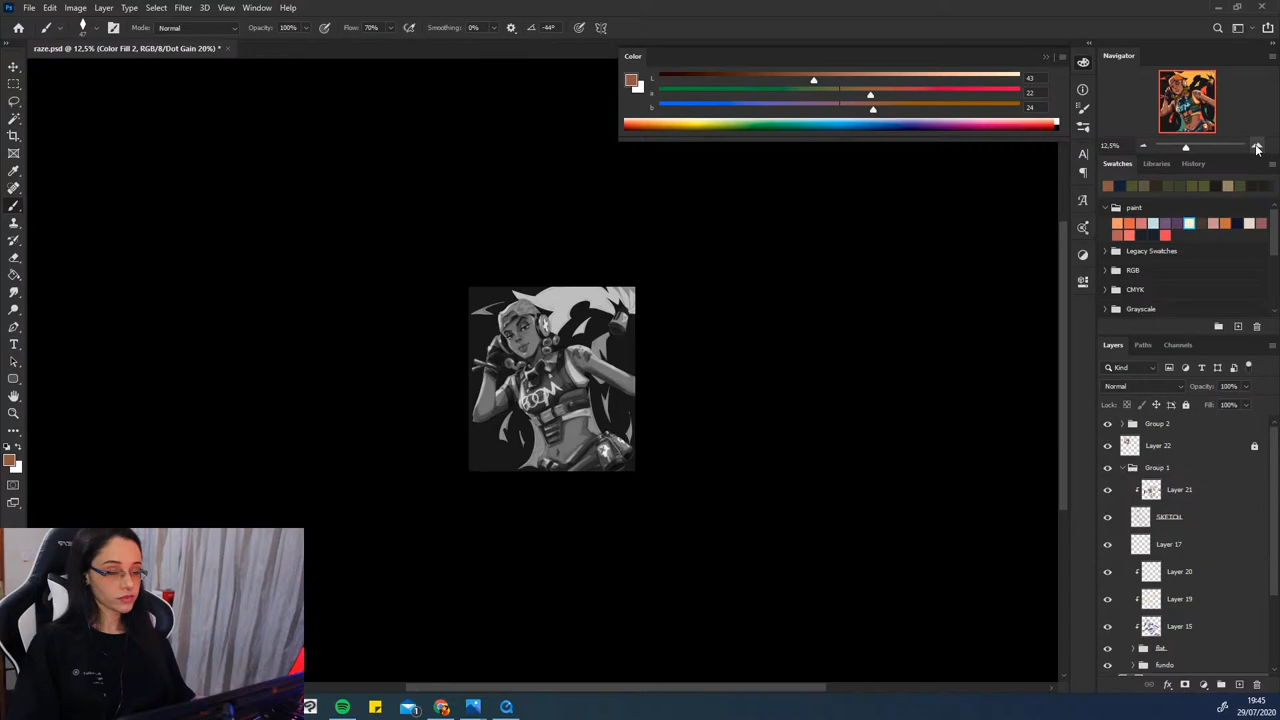 Ps File Edit Image Layer Type Select Filter 3D View Window Help
47 Mode: Normal Opacity: 100% Flow: 70% Smoothing: 0% -44°
raze.psd @ 12,5% (Color Fill 2, RGB/8/Dot Gain 20%) * ×
Color
L 43
a 22
b 24
Navigator
12,5%
Swatches Libraries History
paint
Legacy Swatches
RGB
CMYK
Grayscale
Layers Paths Channels
Kind
Normal Opacity: 100%
Lock: Fill: 100%
Group 2
Layer 22
Group 1
Layer 21
SKETCH
Layer 17
Layer 20
Layer 19
Layer 15
flat
fundo
BOOM
19:45
29/07/2020